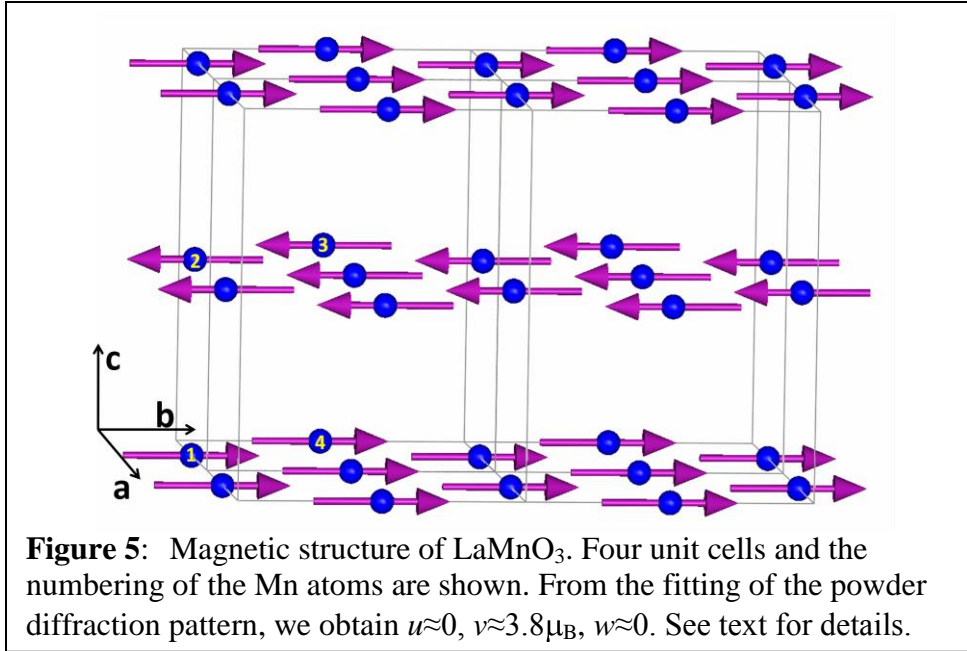 2
3
c
b
1
4
a
Figure 5: Magnetic structure of LaMnO₃. Four unit cells and the
numbering of the Mn atoms are shown. From the fitting of the powder
diffraction pattern, we obtain u≈0, v≈3.8μB, w≈0. See text for details.